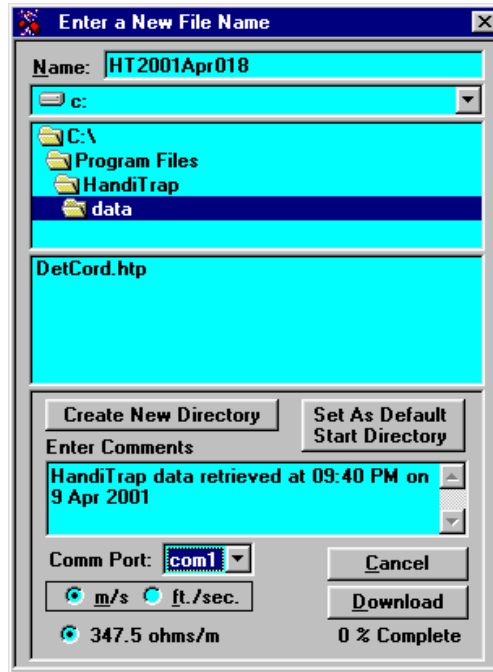 Enter a New File Name
Name: HT2001Apr018
c:
C:\
Program Files
HandiTrap
data
DetCord.htp
Create New Directory
Set As Default
Start Directory
Enter Comments
HandiTrap data retrieved at 09:40 PM on
9 Apr 2001
Comm Port: com1
Cancel
m/s ft./sec.
Download
347.5 ohms/m
0 % Complete